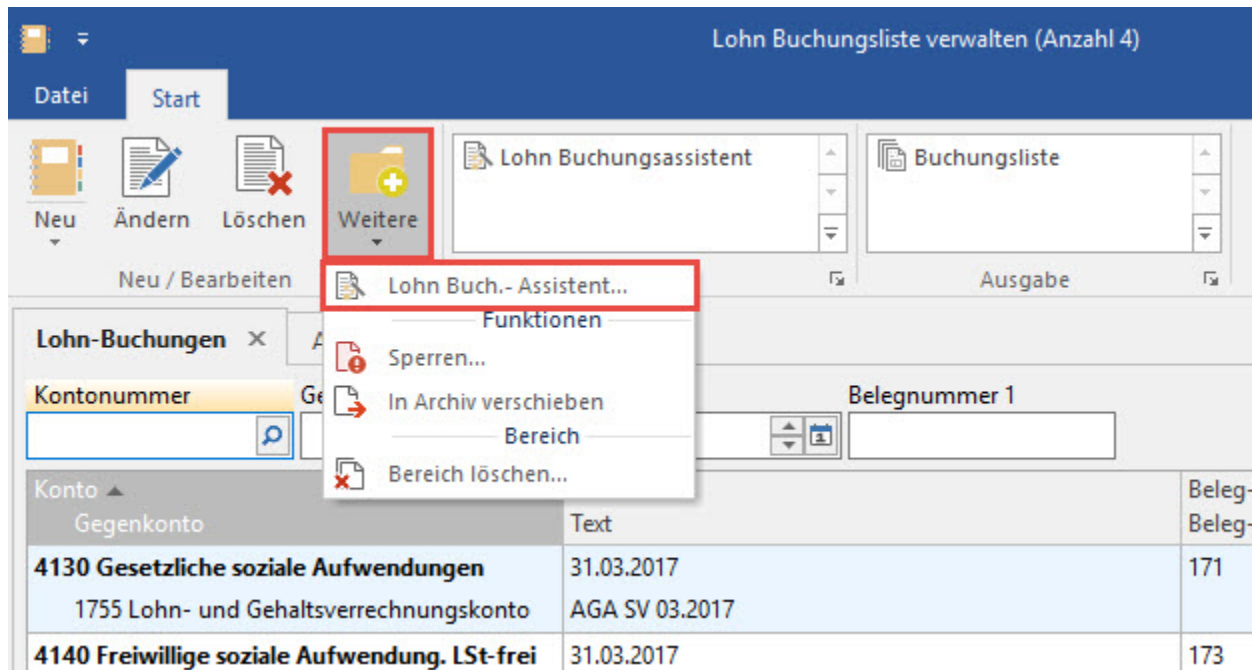 Lohn Buchungsliste verwalten (Anzahl 4)
Datei Start
Lohn Buchungsassistent Buchungsliste
Neu Ändern Löschen Weitere
Neu / Bearbeiten Ausgabe
Lohn Buch.- Assistent...
Funktionen
Sperren...
In Archiv verschieben
Bereich
Bereich löschen...
Lohn-Buchungen
Kontonummer Ge Belegnummer 1
Konto Beleg-
Gegenkonto Text Beleg-
4130 Gesetzliche soziale Aufwendungen 31.03.2017 171
1755 Lohn- und Gehaltsverrechnungskonto AGA SV 03.2017
4140 Freiwillige soziale Aufwendung. LSt-frei 31.03.2017 173